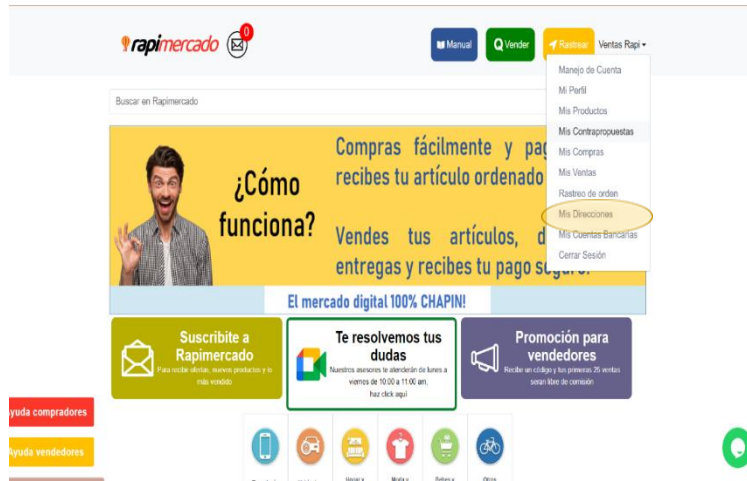 rapimercado
0
Manual
Vender
Rastrear
Ventas Rapi
Manejo de Cuenta
Mi Perfil
Mis Productos
Mis Contrapropuestas
Mis Compras
Mis Ventas
Rastreo de orden
Mis Direcciones
Mis Cuentas Bancarias
Cerrar Sesión
Buscar en Rapimercado
¿Cómo
funciona?
Compras fácilmente y
recibes tu artículo ordenado
Vendes tus artículos,
entregas y recibes tu pago
El mercado digital 100% CHAPIN!
Suscribite a
Rapimercado
Para recibir ofertas, nuevos productos y lo
más vendido
Te resolvemos tus
dudas
Nuestros asesores te atenderán de lunes a
viernes de 10:00 a 11:00 am,
haz click aquí
Promoción para
vendedores
Recibe un código y tus primeras 25 ventas
seran libre de comisión
Ayuda compradores
Ayuda vendedores